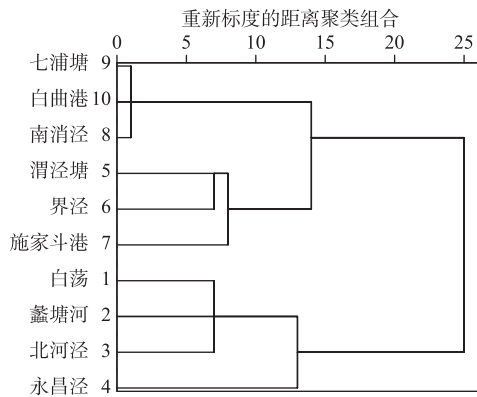 重新标度的距离聚类组合
0 5 10 15 20 25
七浦塘 9
白曲港 10
南消泾 8
渭泾塘 5
界泾 6
施家斗港 7
白荡 1
蠡塘河 2
北河泾 3
永昌泾 4